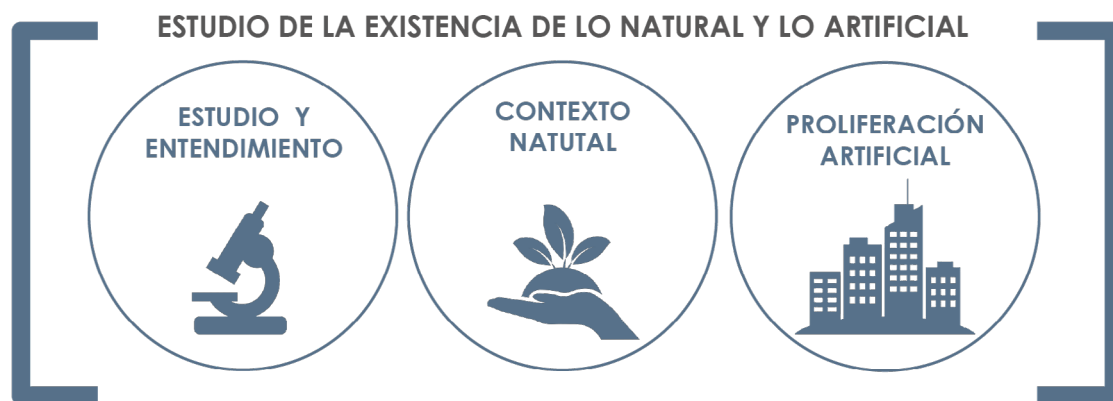 ESTUDIO DE LA EXISTENCIA DE LO NATURAL Y LO ARTIFICIAL
ESTUDIO Y
ENTENDIMIENTO
CONTEXTO
NATUTAL
PROLIFERACIÓN
ARTIFICIAL